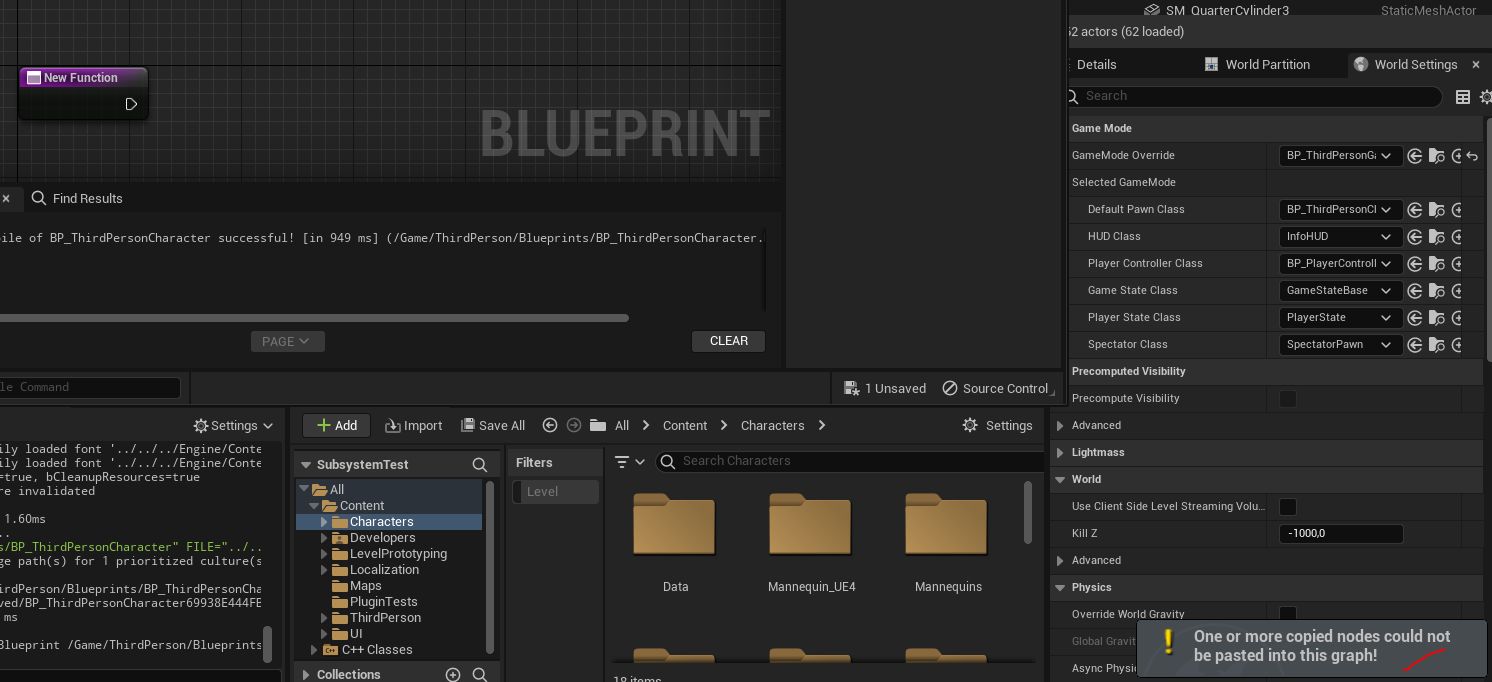 SM_QuarterCylinder3 StaticMeshActor
62 actors (62 loaded)
New Function
BLUEPRINT
Details World Partition World Settings
Search
Game Mode
GameMode Override BP_ThirdPersonGa
Selected GameMode
Default Pawn Class BP_ThirdPersonCl
HUD Class InfoHUD
Player Controller Class BP_PlayerControll
Game State Class GameStateBase
Player State Class PlayerState
Spectator Class SpectatorPawn
Precomputed Visibility
Precompute Visibility
Advanced
Lightmass
World
Use Client Side Level Streaming Volu...
Kill Z -1000,0
Advanced
Physics
Override World Gravity
Global Gravit
Async Physi
Find Results
ile of BP_ThirdPersonCharacter successful! [in 949 ms] (/Game/ThirdPerson/Blueprints/BP_ThirdPersonCharacter.
PAGE CLEAR
le Command
1 Unsaved Source Control
Settings
ily loaded font '../../../Engine/Conte
ily loaded font '../../../Engine/Conte
=true, bCleanupResources=true
re invalidated
1.60ms
..
s/BP_ThirdPersonCharacter" FILE="../..
ge path(s) for 1 prioritized culture(s
irdPerson/Blueprints/BP_ThirdPersonCha
ved/BP_ThirdPersonCharacter69938E444FE
ms
Blueprint /Game/ThirdPerson/Blueprints
Add Import Save All All Content Characters Settings
SubsystemTest
All
Content
Characters
Developers
LevelPrototyping
Localization
Maps
PluginTests
ThirdPerson
UI
C++ Classes
Collections
Filters
Level
Search Characters
Data Mannequin_UE4 Mannequins
18 items
One or more copied nodes could not
be pasted into this graph!